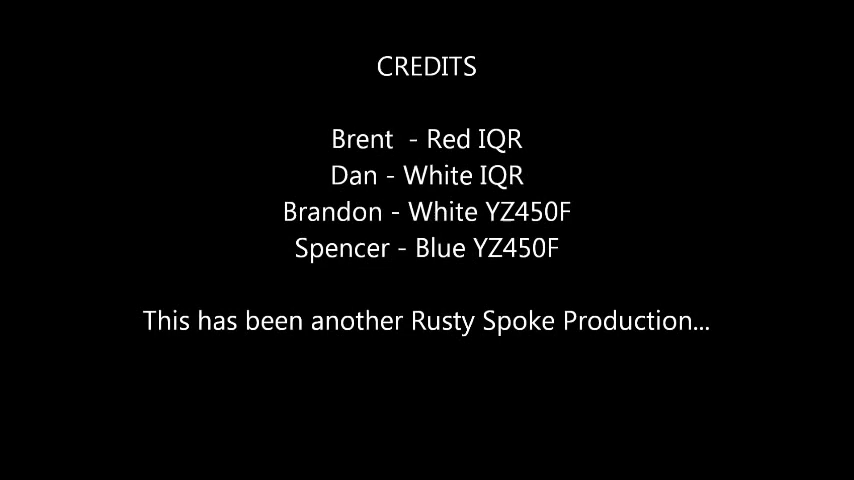 CREDITS
Brent  - Red IQR
Dan - White IQR
Brandon - White YZ450F
Spencer - Blue YZ450F
This has been another Rusty Spoke Production...